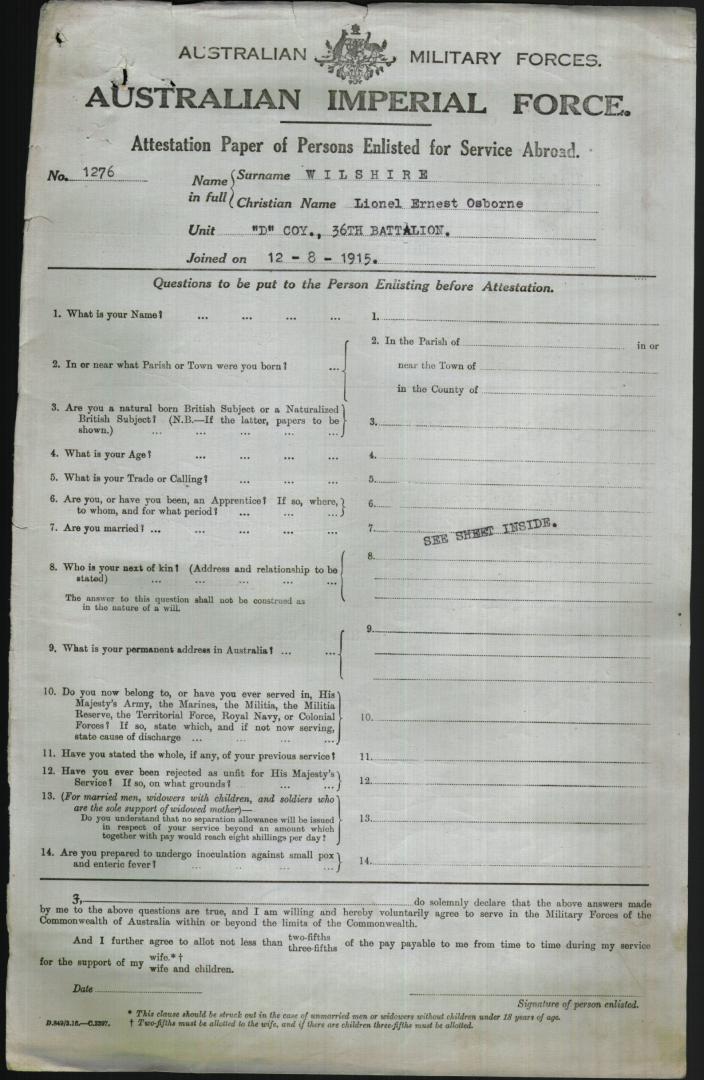 AUSTRALIAN MILITARY FORCES.
AUSTRALIAN IMPERIAL FORCE.
Attestation Paper of Persons Enlisted for Service Abroad.
No. 1276
Name in full { Surname WILSHIRE
Christian Name Lionel Ernest Osborne
Unit "D" COY., 36TH BATTALION.
Joined on 12 - 8 - 1915.
Questions to be put to the Person Enlisting before Attestation.
1. What is your Name? ... ... ... ... 1.
2. In or near what Parish or Town were you born? ... { 2. In the Parish of in or
near the Town of
in the County of
3. Are you a natural born British Subject or a Naturalized
British Subject? (N.B.—If the latter, papers to be
shown.) ... ... ... ... } 3.
4. What is your Age? ... ... ... ... 4.
5. What is your Trade or Calling? ... ... ... 5.
6. Are you, or have you been, an Apprentice? If so, where,
to whom, and for what period? ... ... ... } 6.
7. Are you married? ... ... ... ... ... 7.
SEE SHEET INSIDE.
8. Who is your next of kin? (Address and relationship to be
stated) ... ... ... ... ... { 8.
The answer to this question shall not be construed as
in the nature of a will.
9. What is your permanent address in Australia? ... ... { 9.
10. Do you now belong to, or have you ever served in, His
Majesty's Army, the Marines, the Militia, the Militia
Reserve, the Territorial Force, Royal Navy, or Colonial
Forces? If so, state which, and if not now serving,
state cause of discharge ... ... ... ... } 10.
11. Have you stated the whole, if any, of your previous service? 11.
12. Have you ever been rejected as unfit for His Majesty's
Service? If so, on what grounds? ... ... } 12.
13. (For married men, widowers with children, and soldiers who
are the sole support of widowed mother)—
Do you understand that no separation allowance will be issued
in respect of your service beyond an amount which
together with pay would reach eight shillings per day? } 13.
14. Are you prepared to undergo inoculation against small pox
and enteric fever? ... ... ... ... } 14.
I, do solemnly declare that the above answers made
by me to the above questions are true, and I am willing and hereby voluntarily agree to serve in the Military Forces of the
Commonwealth of Australia within or beyond the limits of the Commonwealth.
And I further agree to allot not less than two-fifths three-fifths of the pay payable to me from time to time during my service
for the support of my wife.* † wife and children.
Date
Signature of person enlisted.
* This clause should be struck out in the case of unmarried men or widowers without children under 18 years of age.
D.849/3.16.—C.3397. † Two-fifths must be allotted to the wife, and if there are children three-fifths must be allotted.